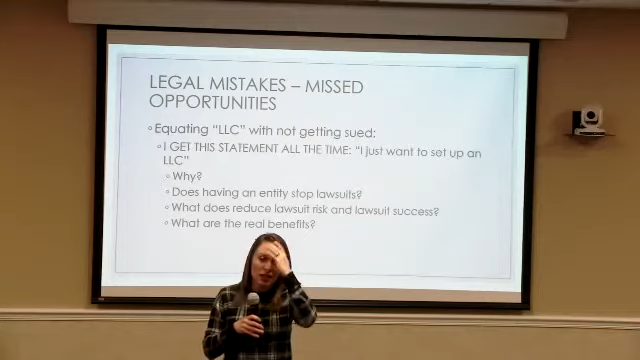 LEGAL MISTAKES – MISSED
OPPORTUNITIES
Equating "LLC" with not getting sued:
I GET THIS STATEMENT ALL THE TIME: "I just want to set up an
LLC"
Why?
Does having an entity stop lawsuits?
What does reduce lawsuit risk and lawsuit success?
What are the real benefits?